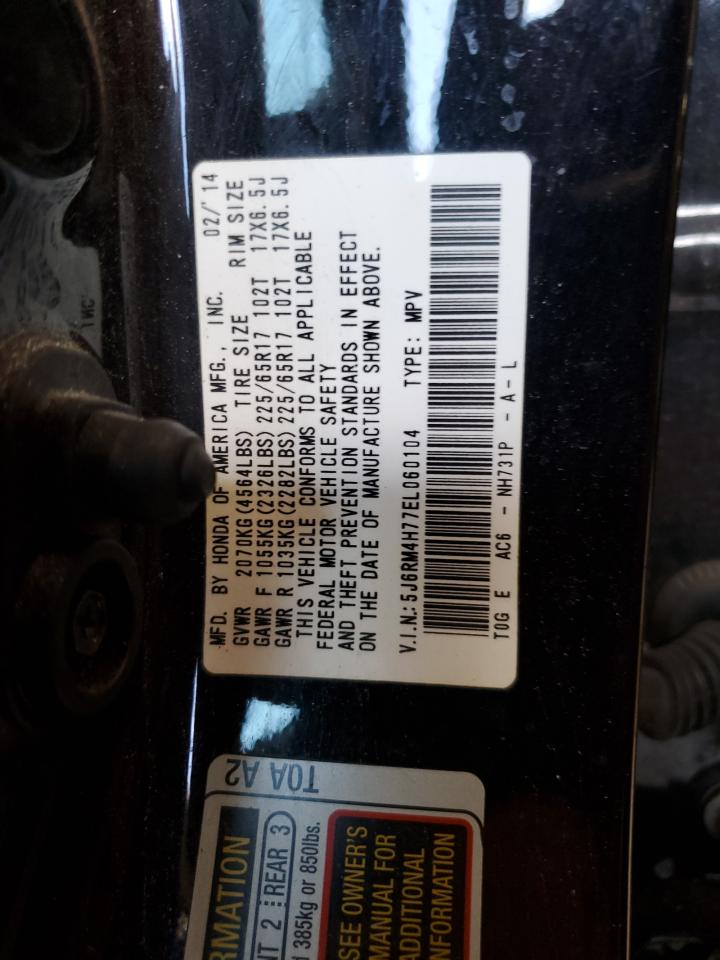 MFD. BY HONDA OF AMERICA MFG., INC. 02/'14
GVWR 2070KG(4564LBS) TIRE SIZE RIM SIZE
GAWR F 1055KG(2326LBS)225/65R17 102T 17X6.5J
GAWR R 1035KG(2282LBS)225/65R17 102T 17X6.5J
THIS VEHICLE CONFORMS TO ALL APPLICABLE
FEDERAL MOTOR VEHICLE SAFETY
AND THEFT PREVENTION STANDARDS IN EFFECT
ON THE DATE OF MANUFACTURE SHOWN ABOVE.
V.I.N.: 5J6RM4H77EL060104 TYPE: MPV
T0G E AC6 - NH731P - A - L
T0A A2
RMATION
NT 2 REAR 3
385kg or 850lbs.
SEE OWNER'S
MANUAL FOR
ADDITIONAL
INFORMATION